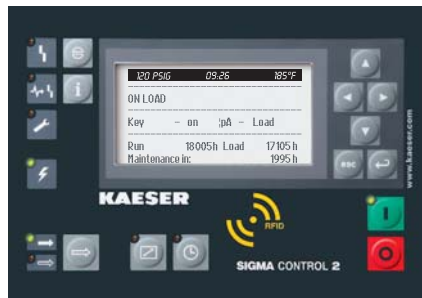 120 PSIG 09:26 185°F
ON LOAD
Key - on :pA - Load
Run 18005h Load 17105h
Maintenance in: 1995h
esc
www.kaeser.com
KAESER
RFID
I
O
SIGMA CONTROL 2